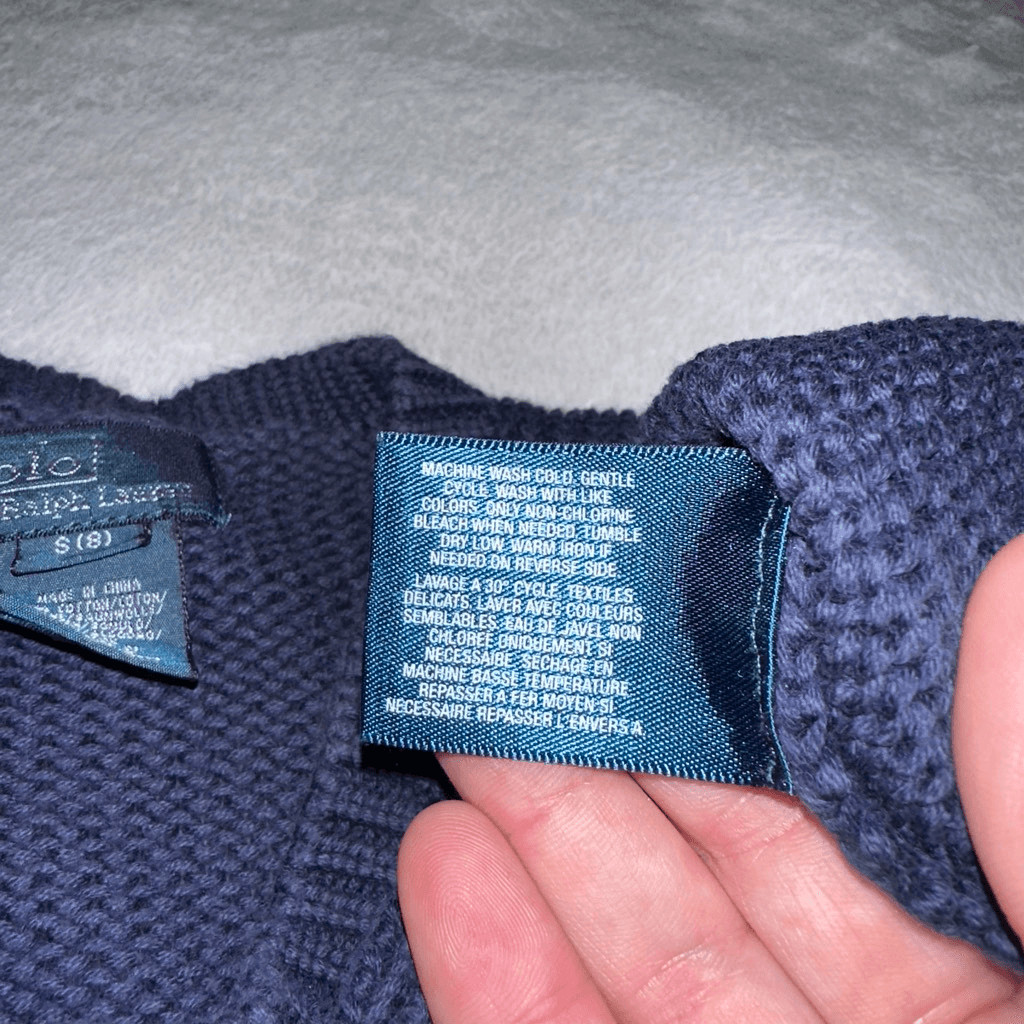 olo
Ralph Lauren
S (8)
MADE IN CHINA
COTTON/COTON/
MACHINE WASH COLD. GENTLE
CYCLE. WASH WITH LIKE
COLORS. ONLY NON-CHLORINE
BLEACH WHEN NEEDED. TUMBLE
DRY LOW. WARM IRON IF
NEEDED ON REVERSE SIDE.
LAVAGE A 30° CYCLE, TEXTILES
DELICATS. LAVER AVEC COULEURS
SEMBLABLES. EAU DE JAVEL NON
CHLOREE UNIQUEMENT SI
NECESSAIRE. SECHAGE EN
MACHINE BASSE TEMPERATURE.
REPASSER A FER MOYEN SI
NECESSAIRE REPASSER L'ENVERS A